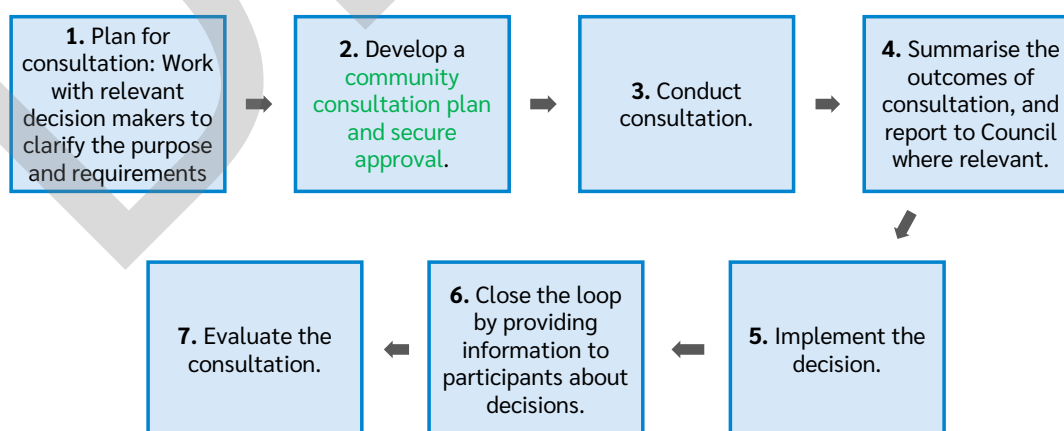 1. Plan for
consultation: Work
with relevant
decision makers to
clarify the purpose
and requirements
2. Develop a
community
consultation plan
and secure
approval.
3. Conduct
consultation.
4. Summarise the
outcomes of
consultation, and
report to Council
where relevant.
5. Implement the
decision.
6. Close the loop
by providing
information to
participants about
decisions.
7. Evaluate the
consultation.